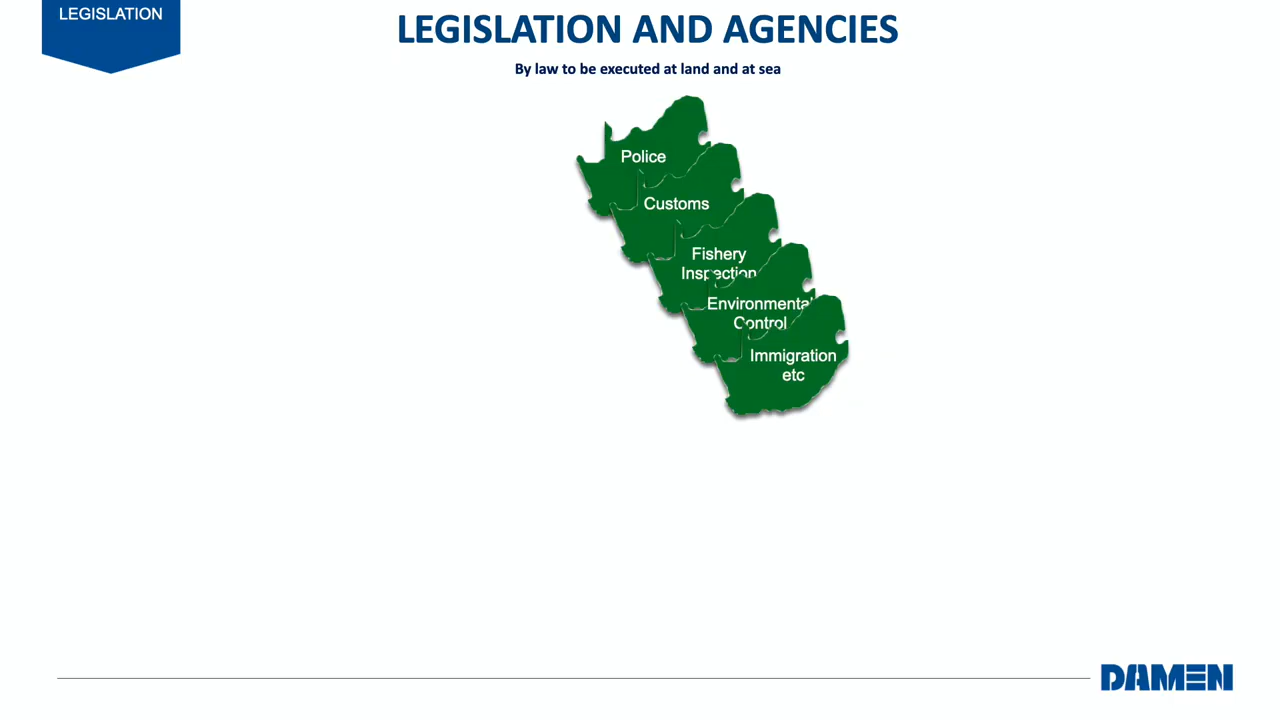 LEGISLATION
LEGISLATION AND AGENCIES
By law to be executed at land and at sea
Police
Customs
Fishery
Inspection
Environmental
Control
Immigration
etc
DAMEN